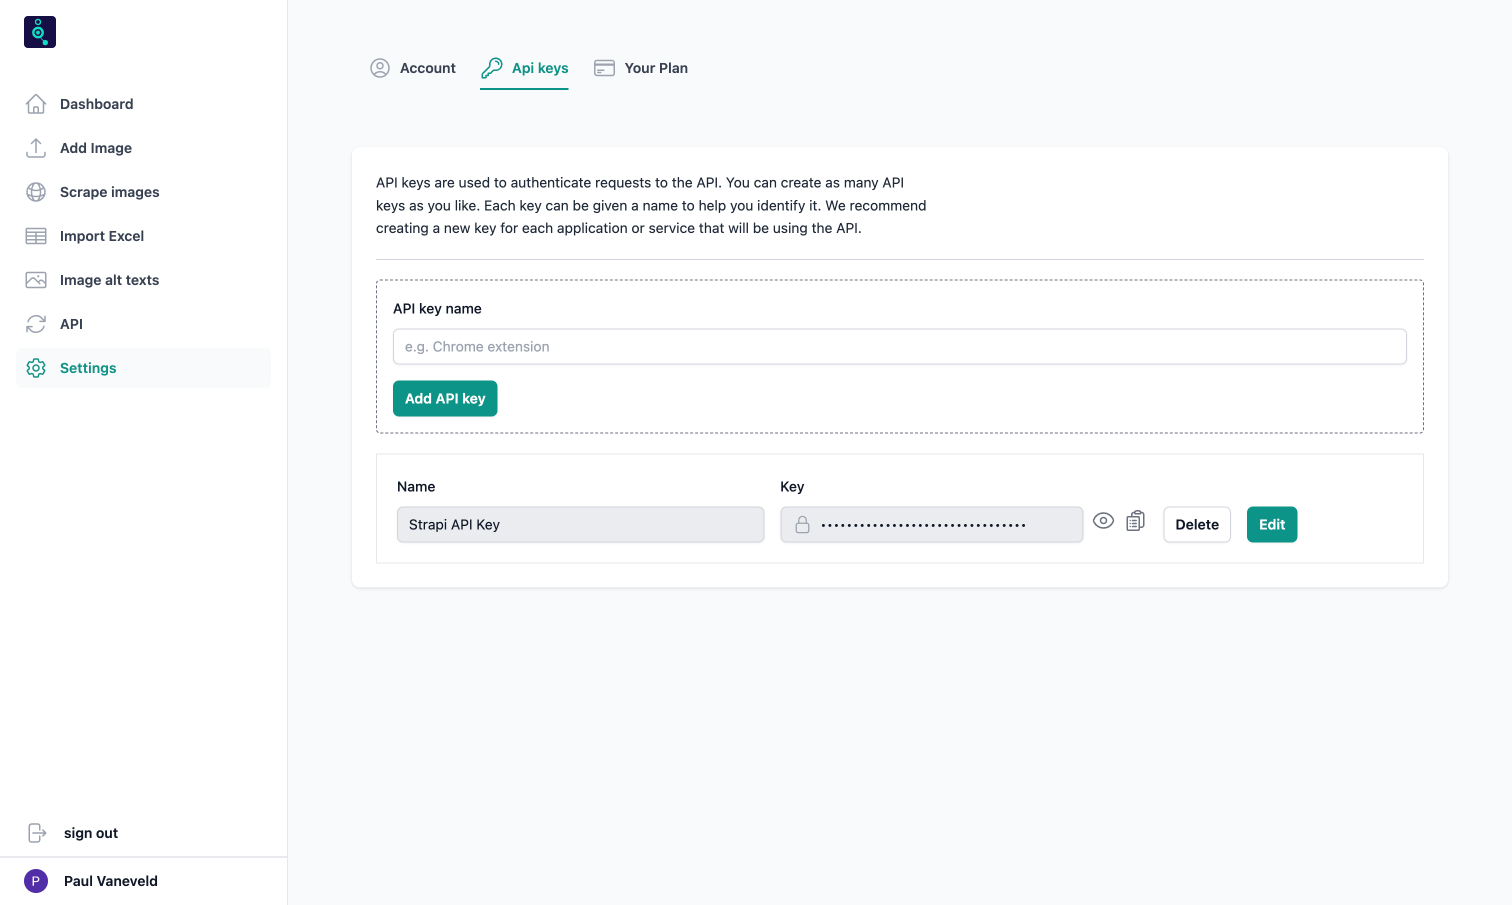 Dashboard
Add Image
Scrape images
Import Excel
Image alt texts
API
Settings
sign out
P
Paul Vaneveld
Account
Api keys
Your Plan
API keys are used to authenticate requests to the API. You can create as many API
keys as you like. Each key can be given a name to help you identify it. We recommend
creating a new key for each application or service that will be using the API.
API key name
e.g. Chrome extension
Add API key
Name
Key
Strapi API Key
••••••••••••••••••••••••••••••••
Delete
Edit